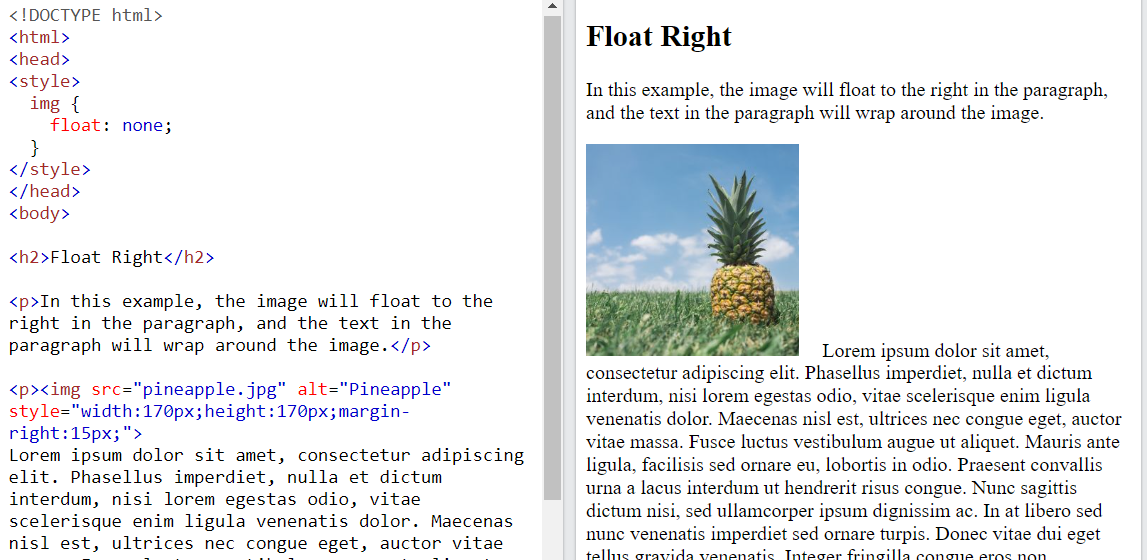 <!DOCTYPE html>
<html>
<head>
<style>
  img {
    float: none;
  }
</style>
</head>
<body>

<h2>Float Right</h2>

<p>In this example, the image will float to the
right in the paragraph, and the text in the
paragraph will wrap around the image.</p>

<p><img src="pineapple.jpg" alt="Pineapple"
style="width:170px;height:170px;margin-
right:15px;">
Lorem ipsum dolor sit amet, consectetur adipiscing
elit. Phasellus imperdiet, nulla et dictum
interdum, nisi lorem egestas odio, vitae
scelerisque enim ligula venenatis dolor. Maecenas
nisl est, ultrices nec congue eget, auctor vitae

Float Right
In this example, the image will float to the right in the paragraph,
and the text in the paragraph will wrap around the image.
Lorem ipsum dolor sit amet,
consectetur adipiscing elit. Phasellus imperdiet, nulla et dictum
interdum, nisi lorem egestas odio, vitae scelerisque enim ligula
venenatis dolor. Maecenas nisl est, ultrices nec congue eget, auctor
vitae massa. Fusce luctus vestibulum augue ut aliquet. Mauris ante
ligula, facilisis sed ornare eu, lobortis in odio. Praesent convallis
urna a lacus interdum ut hendrerit risus congue. Nunc sagittis
dictum nisi, sed ullamcorper ipsum dignissim ac. In at libero sed
nunc venenatis imperdiet sed ornare turpis. Donec vitae dui eget
tellus gravida venenatis. Integer fringilla congue eros non